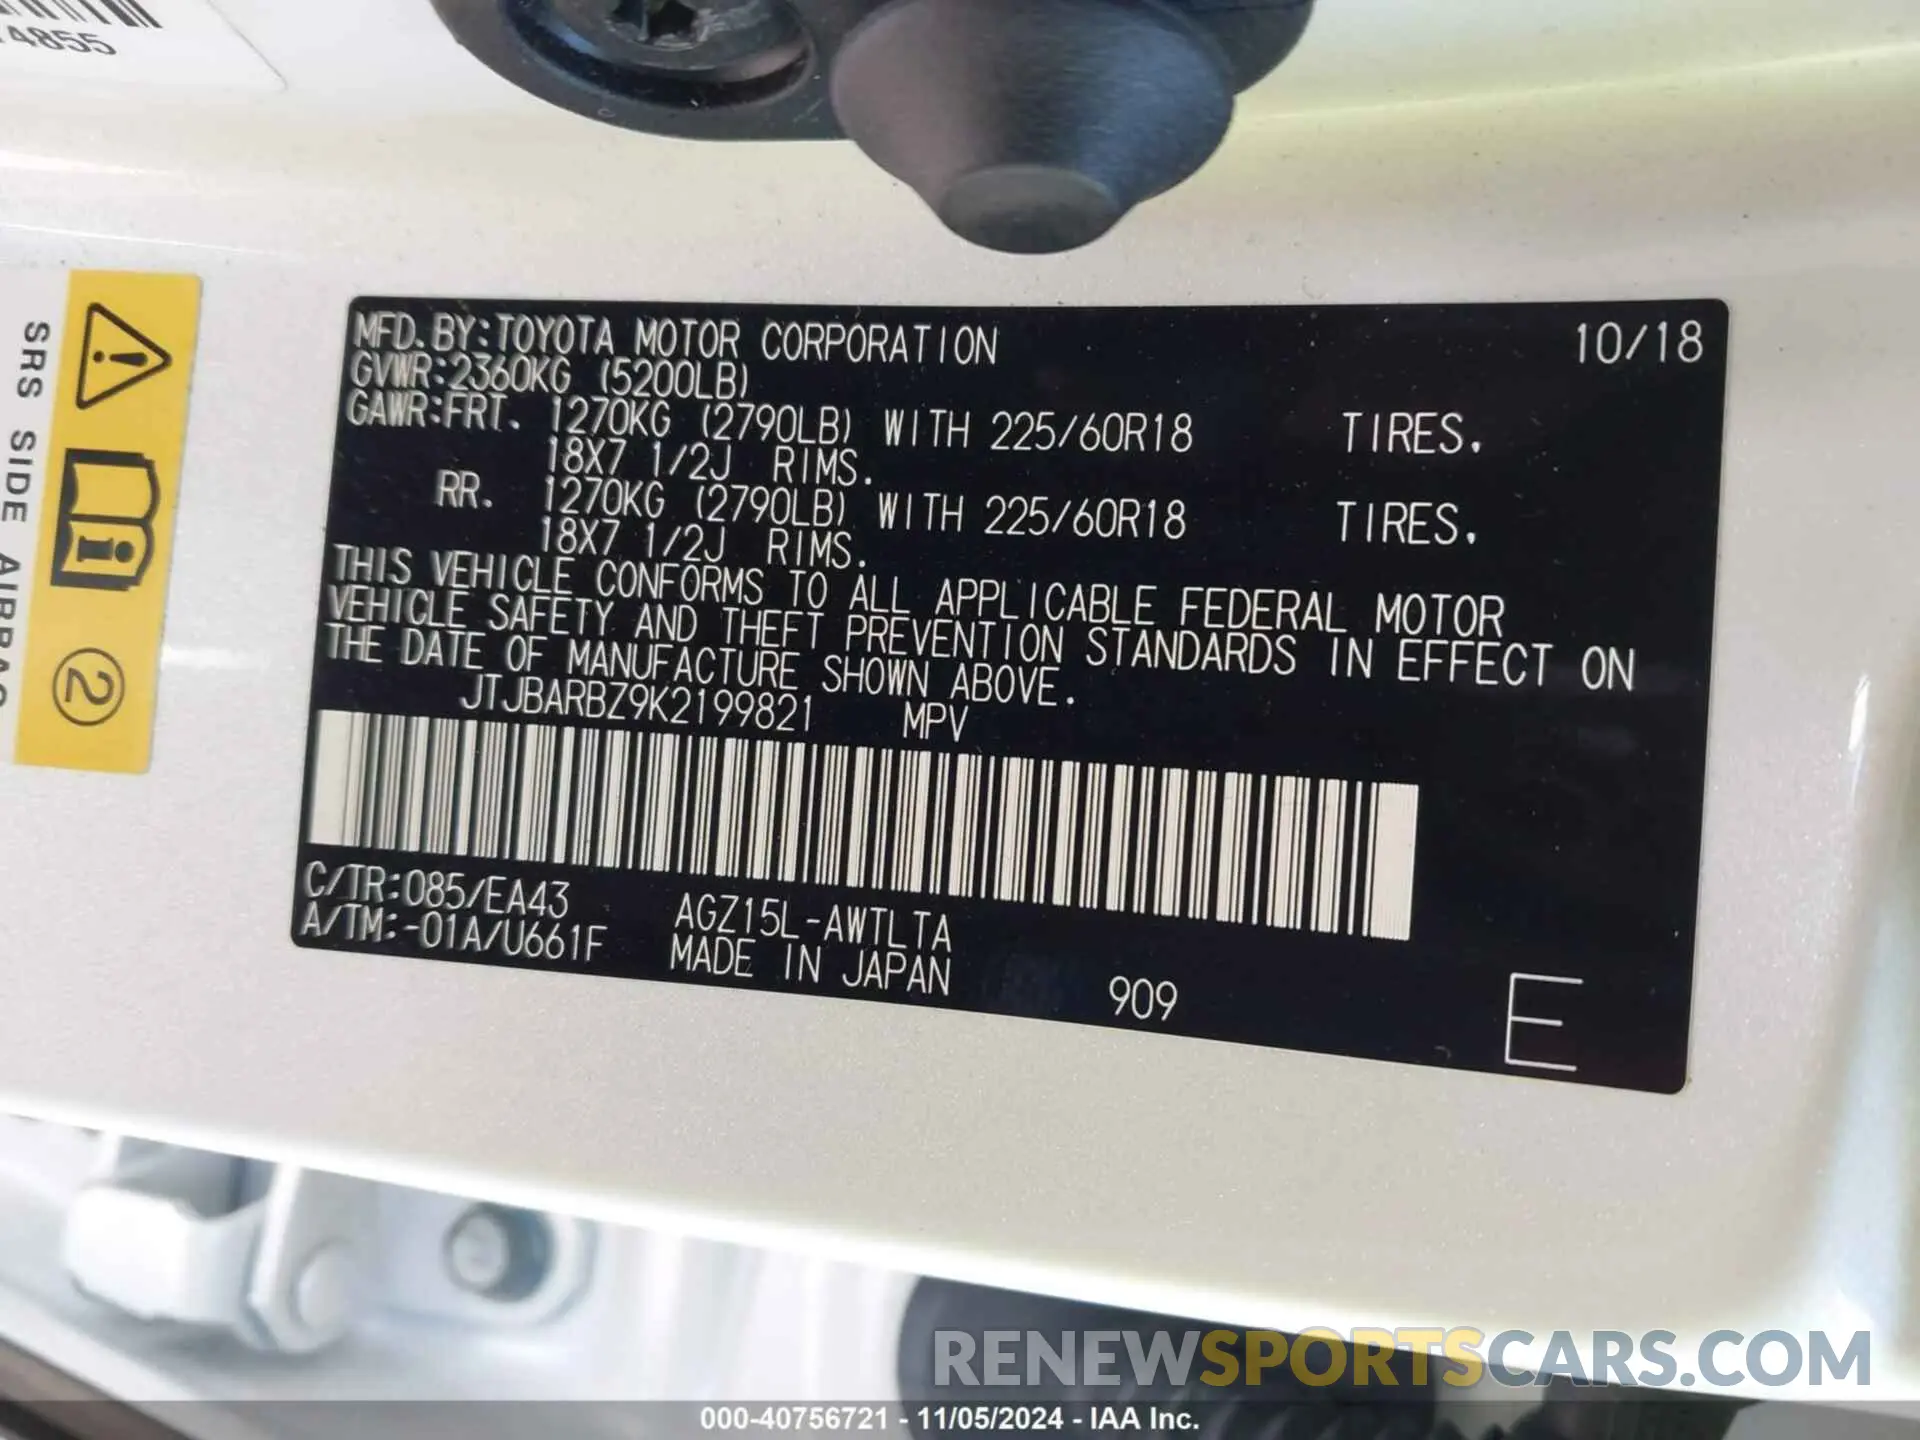 4855
SRS SIDE AIRBAG
2
MFD. BY: TOYOTA MOTOR CORPORATION 10/18
GVWR: 2360KG (5200LB)
GAWR: FRT. 1270KG (2790LB) WITH 225/60R18 TIRES.
18X7 1/2J RIMS.
RR. 1270KG (2790LB) WITH 225/60R18 TIRES.
18X7 1/2J RIMS.
THIS VEHICLE CONFORMS TO ALL APPLICABLE FEDERAL MOTOR
VEHICLE SAFETY AND THEFT PREVENTION STANDARDS IN EFFECT ON
THE DATE OF MANUFACTURE SHOWN ABOVE.
JTJBARBZ9K2199821 MPV
C/TR: 085/EA43 AGZ15L-AWTLTA
A/TM: -01A/U661F MADE IN JAPAN 909
E
RENEWSPORTSCARS.COM
000-40756721 - 11/05/2024 - IAA Inc.